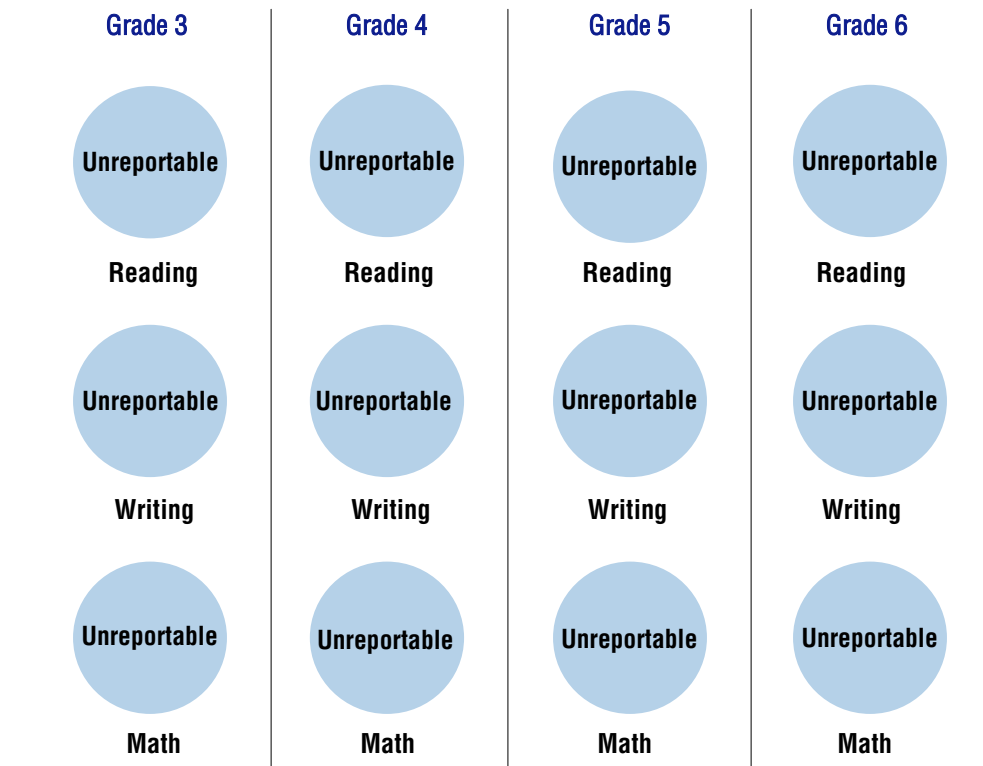 Grade 3
Grade 4
Grade 5
Grade 6
Unreportable
Unreportable
Unreportable
Unreportable
Reading
Reading
Reading
Reading
Unreportable
Unreportable
Unreportable
Unreportable
Writing
Writing
Writing
Writing
Unreportable
Unreportable
Unreportable
Unreportable
Math
Math
Math
Math